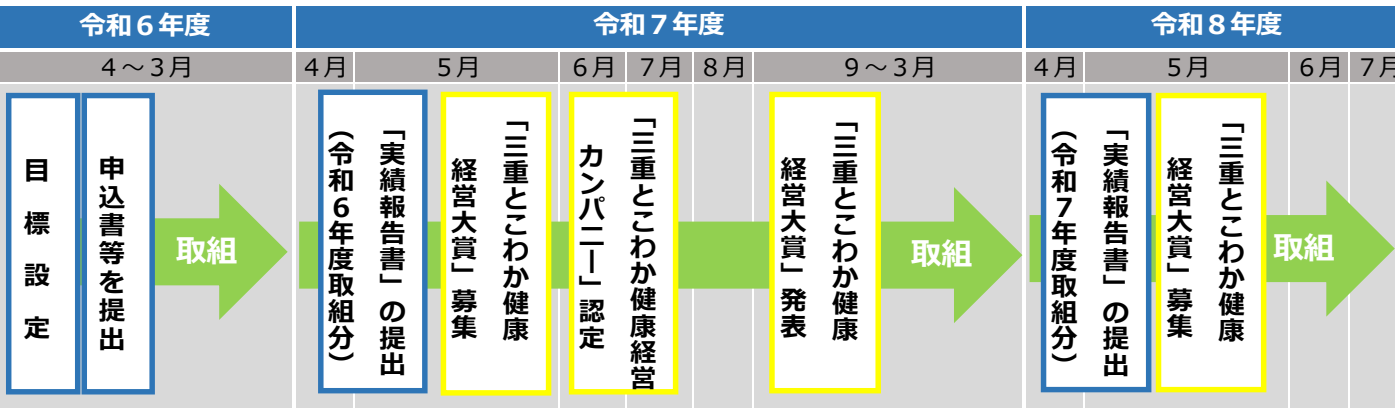 令和６年度
令和７年度
令和８年度
４～３月
４月
５月
６月
７月
８月
９～３月
４月
５月
６月
７月
目標設定
申込書等を提出
取組
「実績報告書」の提出
（令和６年度取組分）
「三重とこわか健康
経営大賞」募集
「三重とこわか健康経営
カンパニー」認定
「三重とこわか健康
経営大賞」発表
取組
「実績報告書」の提出
（令和７年度取組分）
「三重とこわか健康
経営大賞」募集
取組